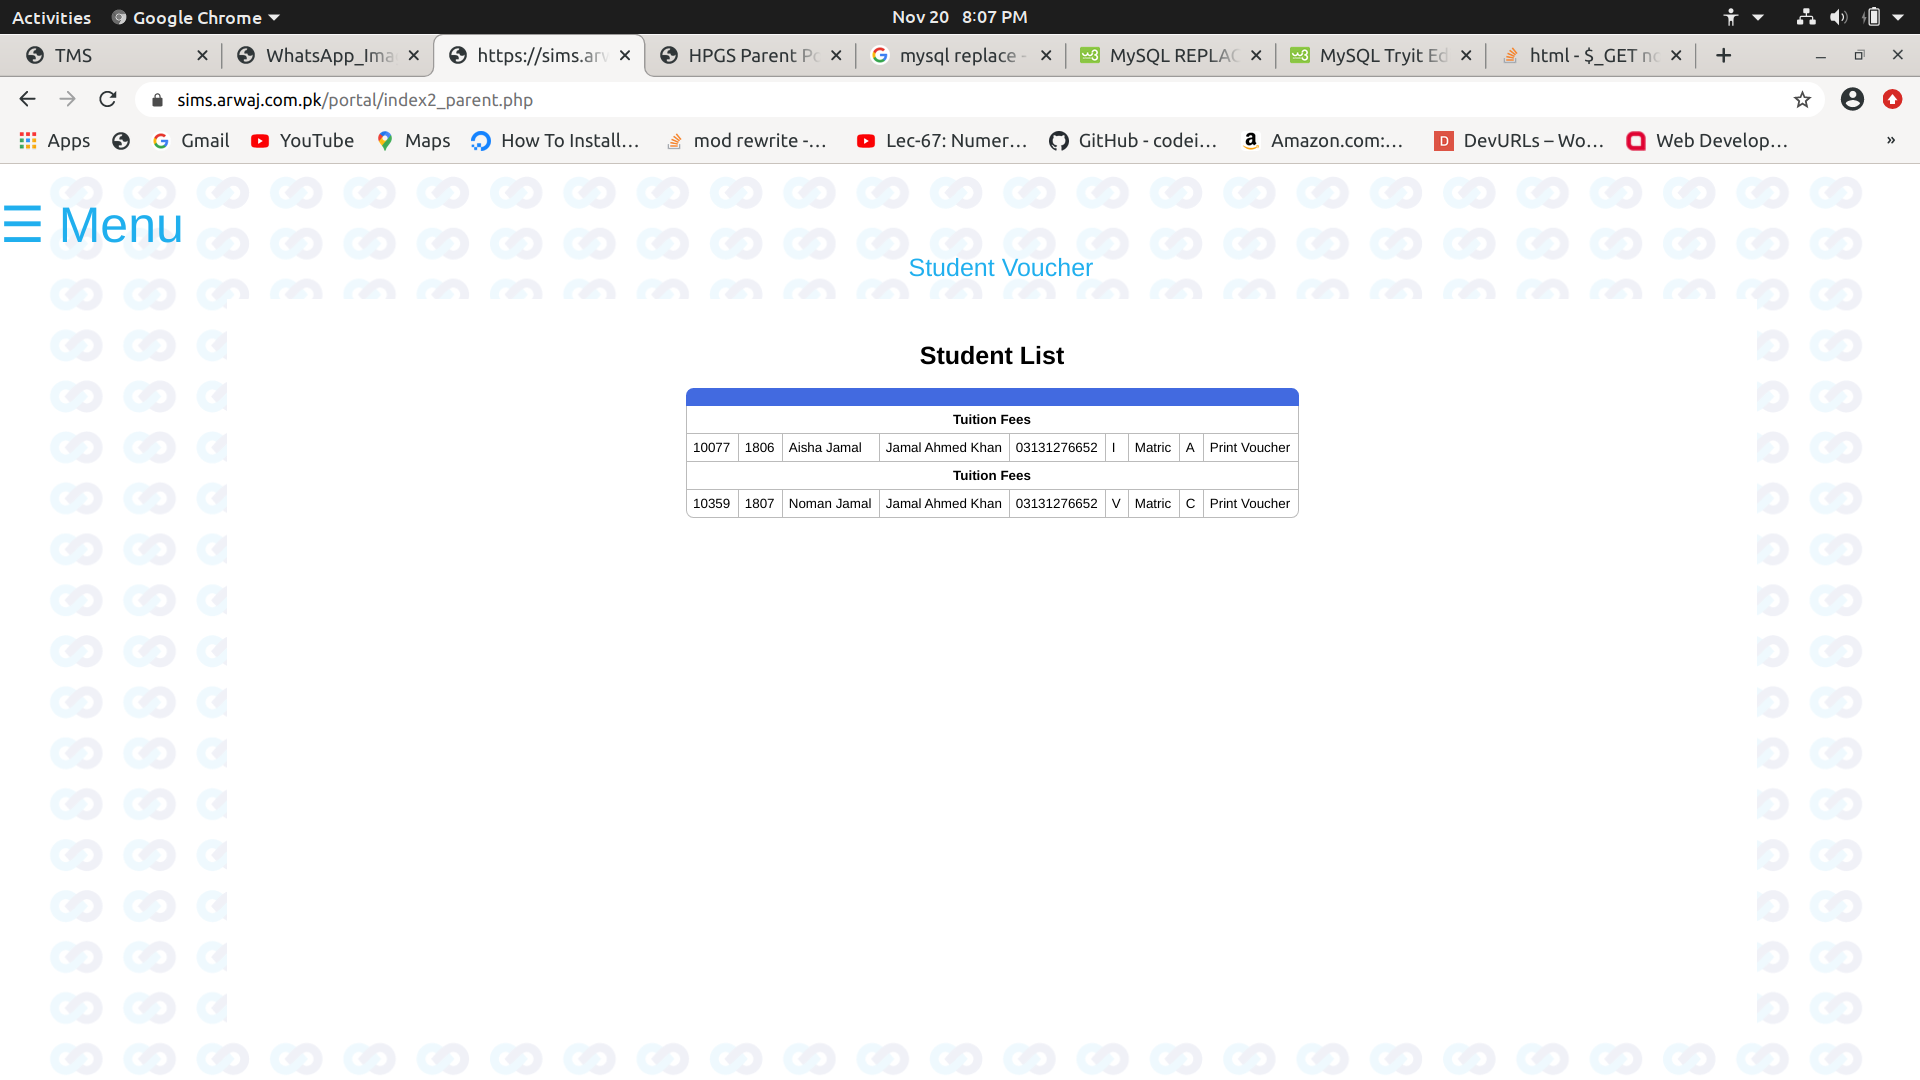 Activities Google Chrome Nov 20 8:07 PM
TMS WhatsApp_Ima https://sims.arw HPGS Parent Po mysql replace - MySQL REPLAC MySQL Tryit Ed html - $_GET no
sims.arwaj.com.pk/portal/index2_parent.php
Apps Gmail YouTube Maps How To Install... mod rewrite -... Lec-67: Numer... GitHub - codei... Amazon.com:... DevURLs – Wo... Web Develop... »
☰ Menu
Student Voucher
Student List
Tuition Fees
10077 1806 Aisha Jamal Jamal Ahmed Khan 03131276652 I Matric A Print Voucher
Tuition Fees
10359 1807 Noman Jamal Jamal Ahmed Khan 03131276652 V Matric C Print Voucher